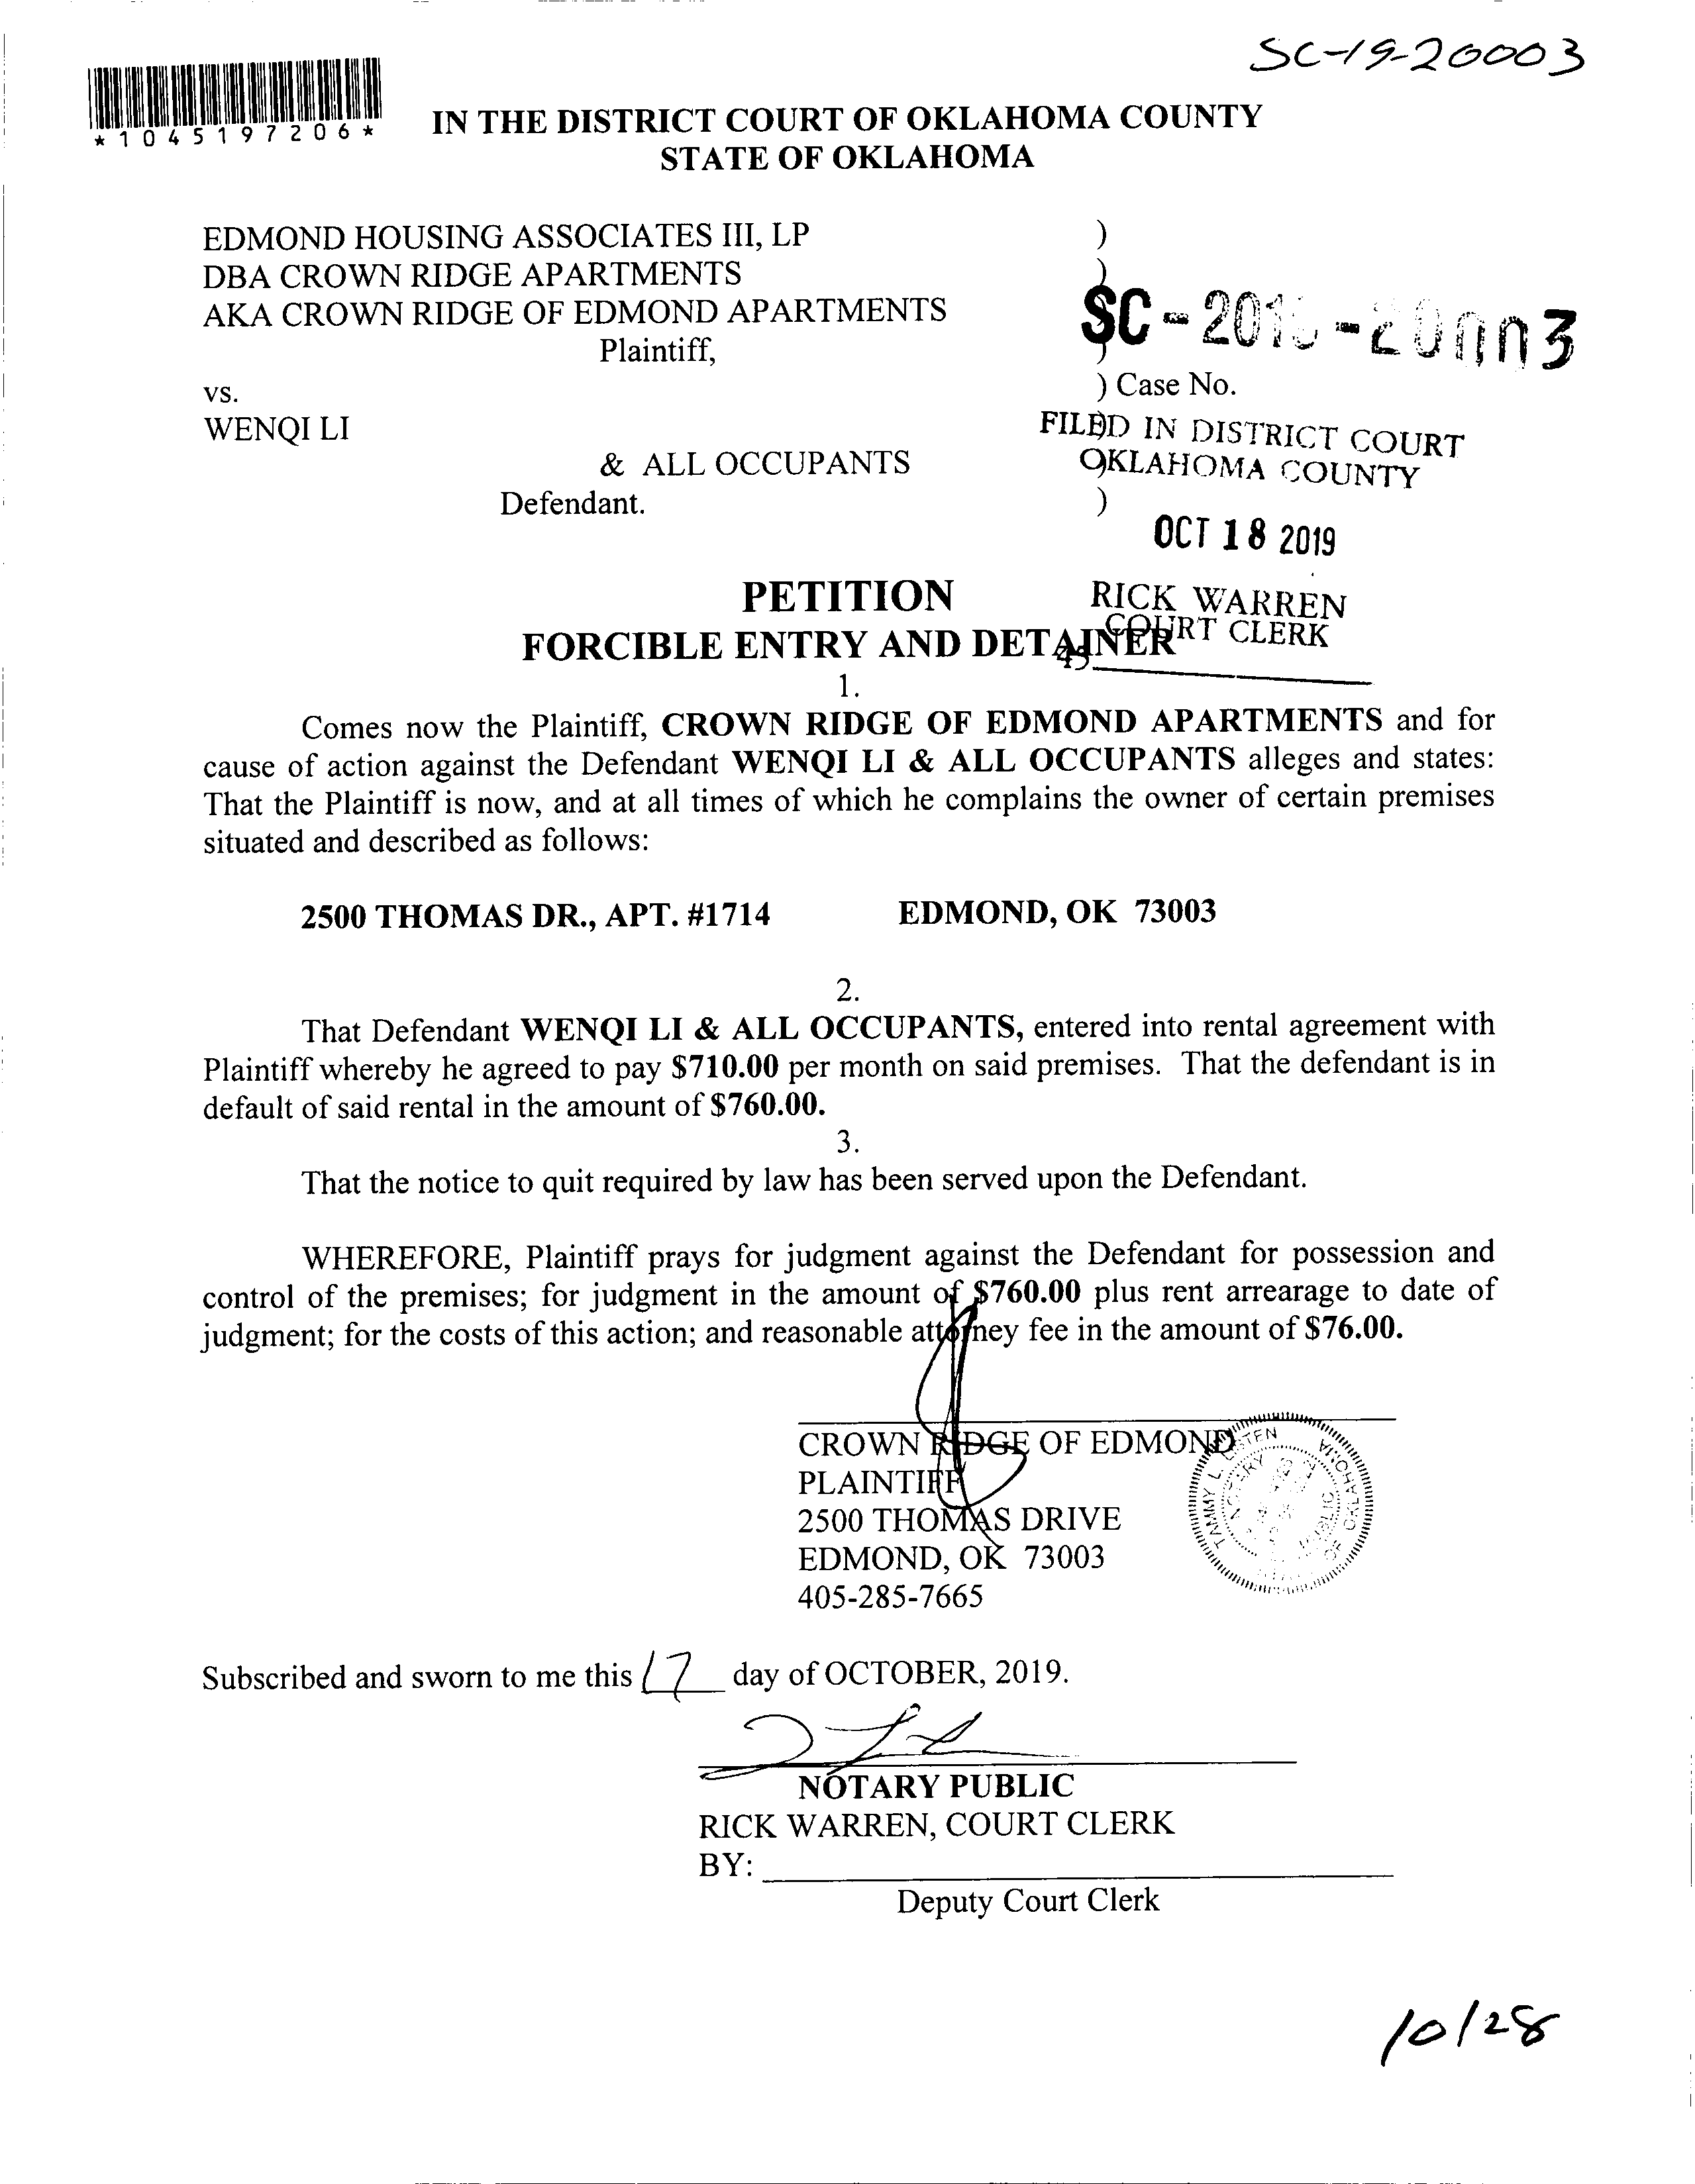 SC-19-20003
*1045197206*
IN THE DISTRICT COURT OF OKLAHOMA COUNTY
STATE OF OKLAHOMA
EDMOND HOUSING ASSOCIATES III, LP )
DBA CROWN RIDGE APARTMENTS )
AKA CROWN RIDGE OF EDMOND APARTMENTS )
SC-201 -20003
Plaintiff, )
vs. ) Case No.
WENQI LI )
FILED IN DISTRICT COURT
& ALL OCCUPANTS )
OKLAHOMA COUNTY
Defendant. )
OCT 18 2019
PETITION
RICK WARREN
COURT CLERK
FORCIBLE ENTRY AND DETAINER
1.
Comes now the Plaintiff, CROWN RIDGE OF EDMOND APARTMENTS and for
cause of action against the Defendant WENQI LI & ALL OCCUPANTS alleges and states:
That the Plaintiff is now, and at all times of which he complains the owner of certain premises
situated and described as follows:
2500 THOMAS DR., APT. #1714 EDMOND, OK 73003
2.
That Defendant WENQI LI & ALL OCCUPANTS, entered into rental agreement with
Plaintiff whereby he agreed to pay $710.00 per month on said premises. That the defendant is in
default of said rental in the amount of $760.00.
3.
That the notice to quit required by law has been served upon the Defendant.
WHEREFORE, Plaintiff prays for judgment against the Defendant for possession and
control of the premises; for judgment in the amount of $760.00 plus rent arrearage to date of
judgment; for the costs of this action; and reasonable attorney fee in the amount of $76.00.
CROWN RIDGE OF EDMOND
PLAINTIFF
2500 THOMAS DRIVE
EDMOND, OK 73003
405-285-7665
TAMMY L.
NOTARY PUBLIC
OKLAHOMA
Subscribed and sworn to me this 17 day of OCTOBER, 2019.
NOTARY PUBLIC
RICK WARREN, COURT CLERK
BY:
Deputy Court Clerk
10/28